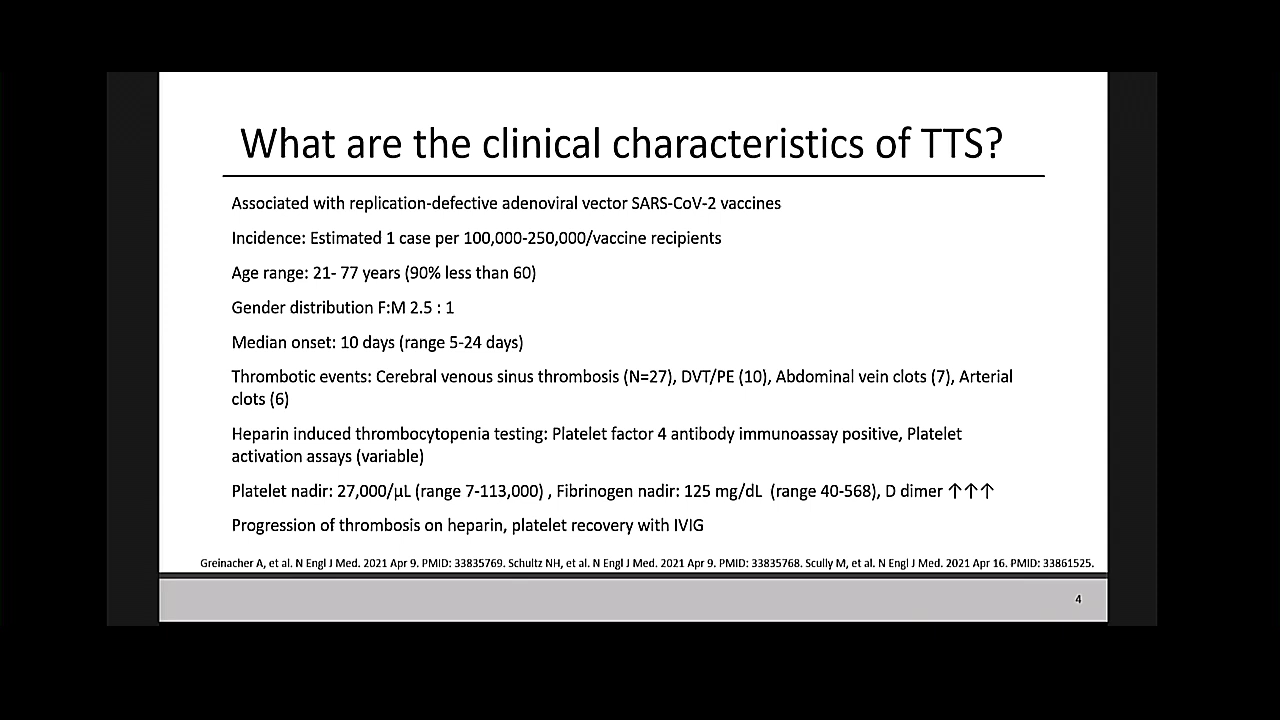 What are the clinical characteristics of TTS?
Associated with replication-defective adenoviral vector SARS-CoV-2 vaccines
Incidence: Estimated 1 case per 100,000-250,000/vaccine recipients
Age range: 21- 77 years (90% less than 60)
Gender distribution F:M 2.5 : 1
Median onset: 10 days (range 5-24 days)
Thrombotic events: Cerebral venous sinus thrombosis (N=27), DVT/PE (10), Abdominal vein clots (7), Arterial
clots (6)
Heparin induced thrombocytopenia testing: Platelet factor 4 antibody immunoassay positive, Platelet
activation assays (variable)
Platelet nadir: 27,000/µL (range 7-113,000) , Fibrinogen nadir: 125 mg/dL (range 40-568), D dimer ↑↑↑
Progression of thrombosis on heparin, platelet recovery with IVIG
Greinacher A, et al. N Engl J Med. 2021 Apr 9. PMID: 33835769. Schultz NH, et al. N Engl J Med. 2021 Apr 9. PMID: 33835768. Scully M, et al. N Engl J Med. 2021 Apr 16. PMID: 33861525.
4